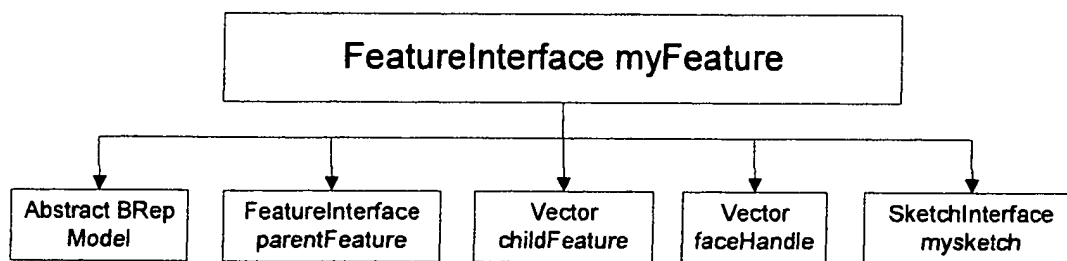 FeatureInterface myFeature
Abstract BRep
Model
FeatureInterface
parentFeature
Vector
childFeature
Vector
faceHandle
SketchInterface
mysketch